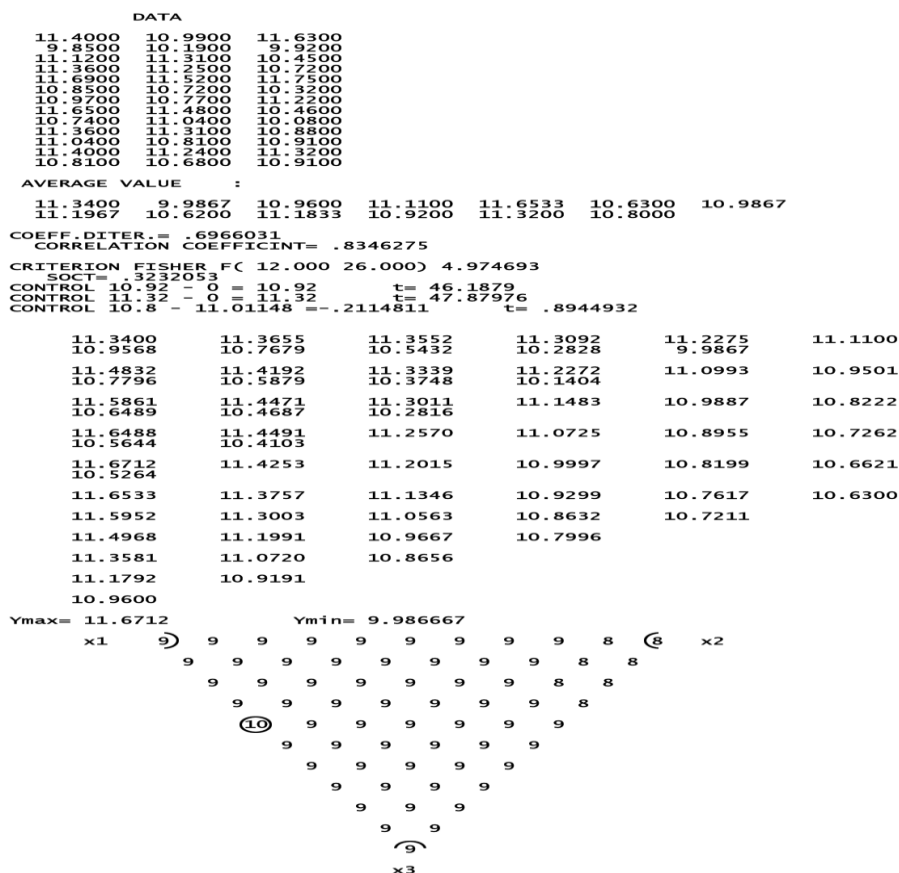 DATA
11.4000 10.9900 11.6300
9.8500 10.1900 9.9200
11.1200 11.3100 10.4500
11.3600 11.2500 10.7200
11.6900 11.5200 11.7500
10.8500 10.7200 10.3200
10.9700 10.7700 11.2200
11.6500 11.4800 10.4600
10.7400 11.0400 10.0800
11.3600 11.3100 10.8800
11.0400 10.8100 10.9100
11.4000 11.2400 11.3200
10.8100 10.6800 10.9100
AVERAGE VALUE :
11.3400 9.9867 10.9600 11.1100 11.6533 10.6300 10.9867
11.1967 10.6200 11.1833 10.9200 11.3200 10.8000
COEFF.DITER.= .6966031
CORRELATION COEFFICINT= .8346275
CRITERION FISHER F( 12.000 26.000) 4.974693
SOCT= .3232053
CONTROL 10.92 - 0 = 10.92 t= 46.1879
CONTROL 11.32 - 0 = 11.32 t= 47.87976
CONTROL 10.8 - 11.01148 =-.2114811 t= .8944932
11.3400 11.3655 11.3552 11.3092 11.2275 11.1100
10.9568 10.7679 10.5432 10.2828 9.9867
11.4832 11.4192 11.3339 11.2272 11.0993 10.9501
10.7796 10.5879 10.3748 10.1404
11.5861 11.4471 11.3011 11.1483 10.9887 10.8222
10.6489 10.4687 10.2816
11.6488 11.4491 11.2570 11.0725 10.8955 10.7262
10.5644 10.4103
11.6712 11.4253 11.2015 10.9997 10.8199 10.6621
10.5264
11.6533 11.3757 11.1346 10.9299 10.7617 10.6300
11.5952 11.3003 11.0563 10.8632 10.7211
11.4968 11.1991 10.9667 10.7996
11.3581 11.0720 10.8656
11.1792 10.9191
10.9600
Ymax= 11.6712 Ymin= 9.986667
x1 9 9 9 9 9 9 9 9 9 8 8 x2
9 9 9 9 9 9 9 9 8 8
9 9 9 9 9 9 9 8 8
9 9 9 9 9 9 9 8
10 9 9 9 9 9 9
9 9 9 9 9 9
9 9 9 9 9
9 9 9 9
9 9 9
9 9
9
x3